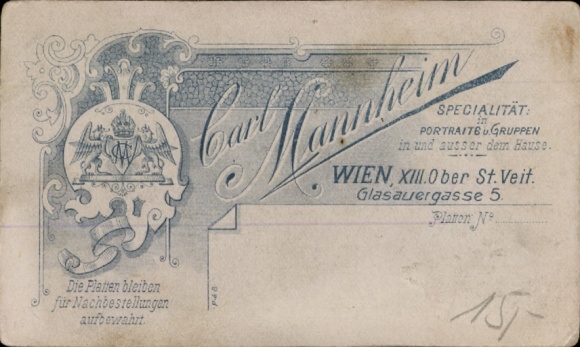 Carl Mannheim
SPECIALITÄT:
in
PORTRAITS u. GRUPPEN
in und ausser dem Hause.
WIEN, XIII. Ober St. Veit.
Glasauergasse 5.
Platten Nº
Die Platten bleiben
für Nachbestellungen
aufbewahrt.
15,-